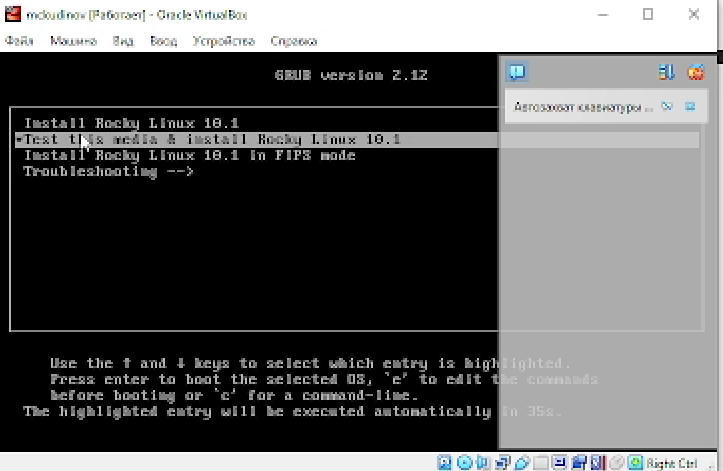 mckudinov [Работает] - Oracle VirtualBox
Файл Машина Вид Ввод Устройства Справка
GRUB version 2.12
Автозахват клавиатуры ...
Install Rocky Linux 10.1
*Test this media & install Rocky Linux 10.1
Install Rocky Linux 10.1 in FIPS mode
Troubleshooting -->
Use the ↑ and ↓ keys to select which entry is highlighted.
Press enter to boot the selected OS, `e' to edit the commands
before booting or `c' for a command-line.
The highlighted entry will be executed automatically in 35s.
Right Ctrl